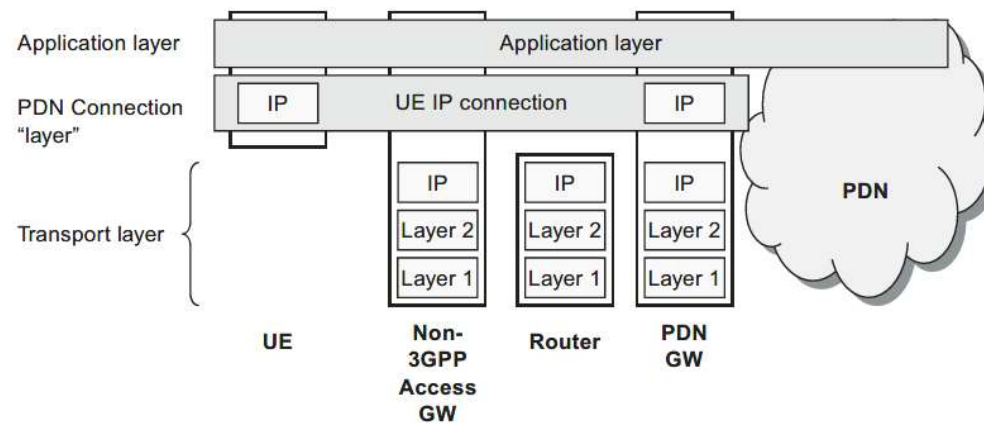 Application layer
Application layer
PDN Connection
“layer”
IP
UE IP connection
IP
IP
IP
IP
PDN
Transport layer
Layer 2
Layer 2
Layer 2
Layer 1
Layer 1
Layer 1
UE
Non-
3GPP
Access
GW
Router
PDN
GW